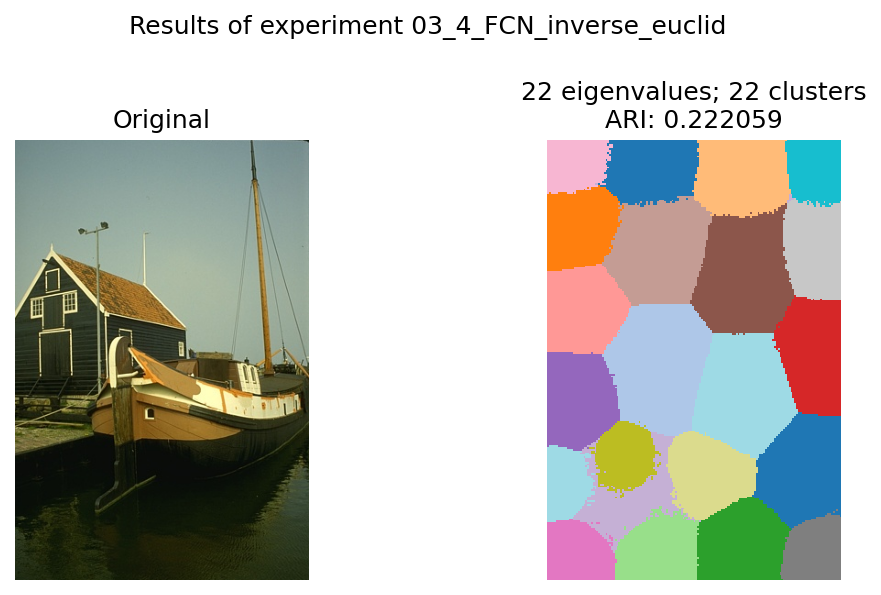 Results of experiment 03_4_FCN_inverse_euclid
Original
22 eigenvalues; 22 clusters
ARI: 0.222059